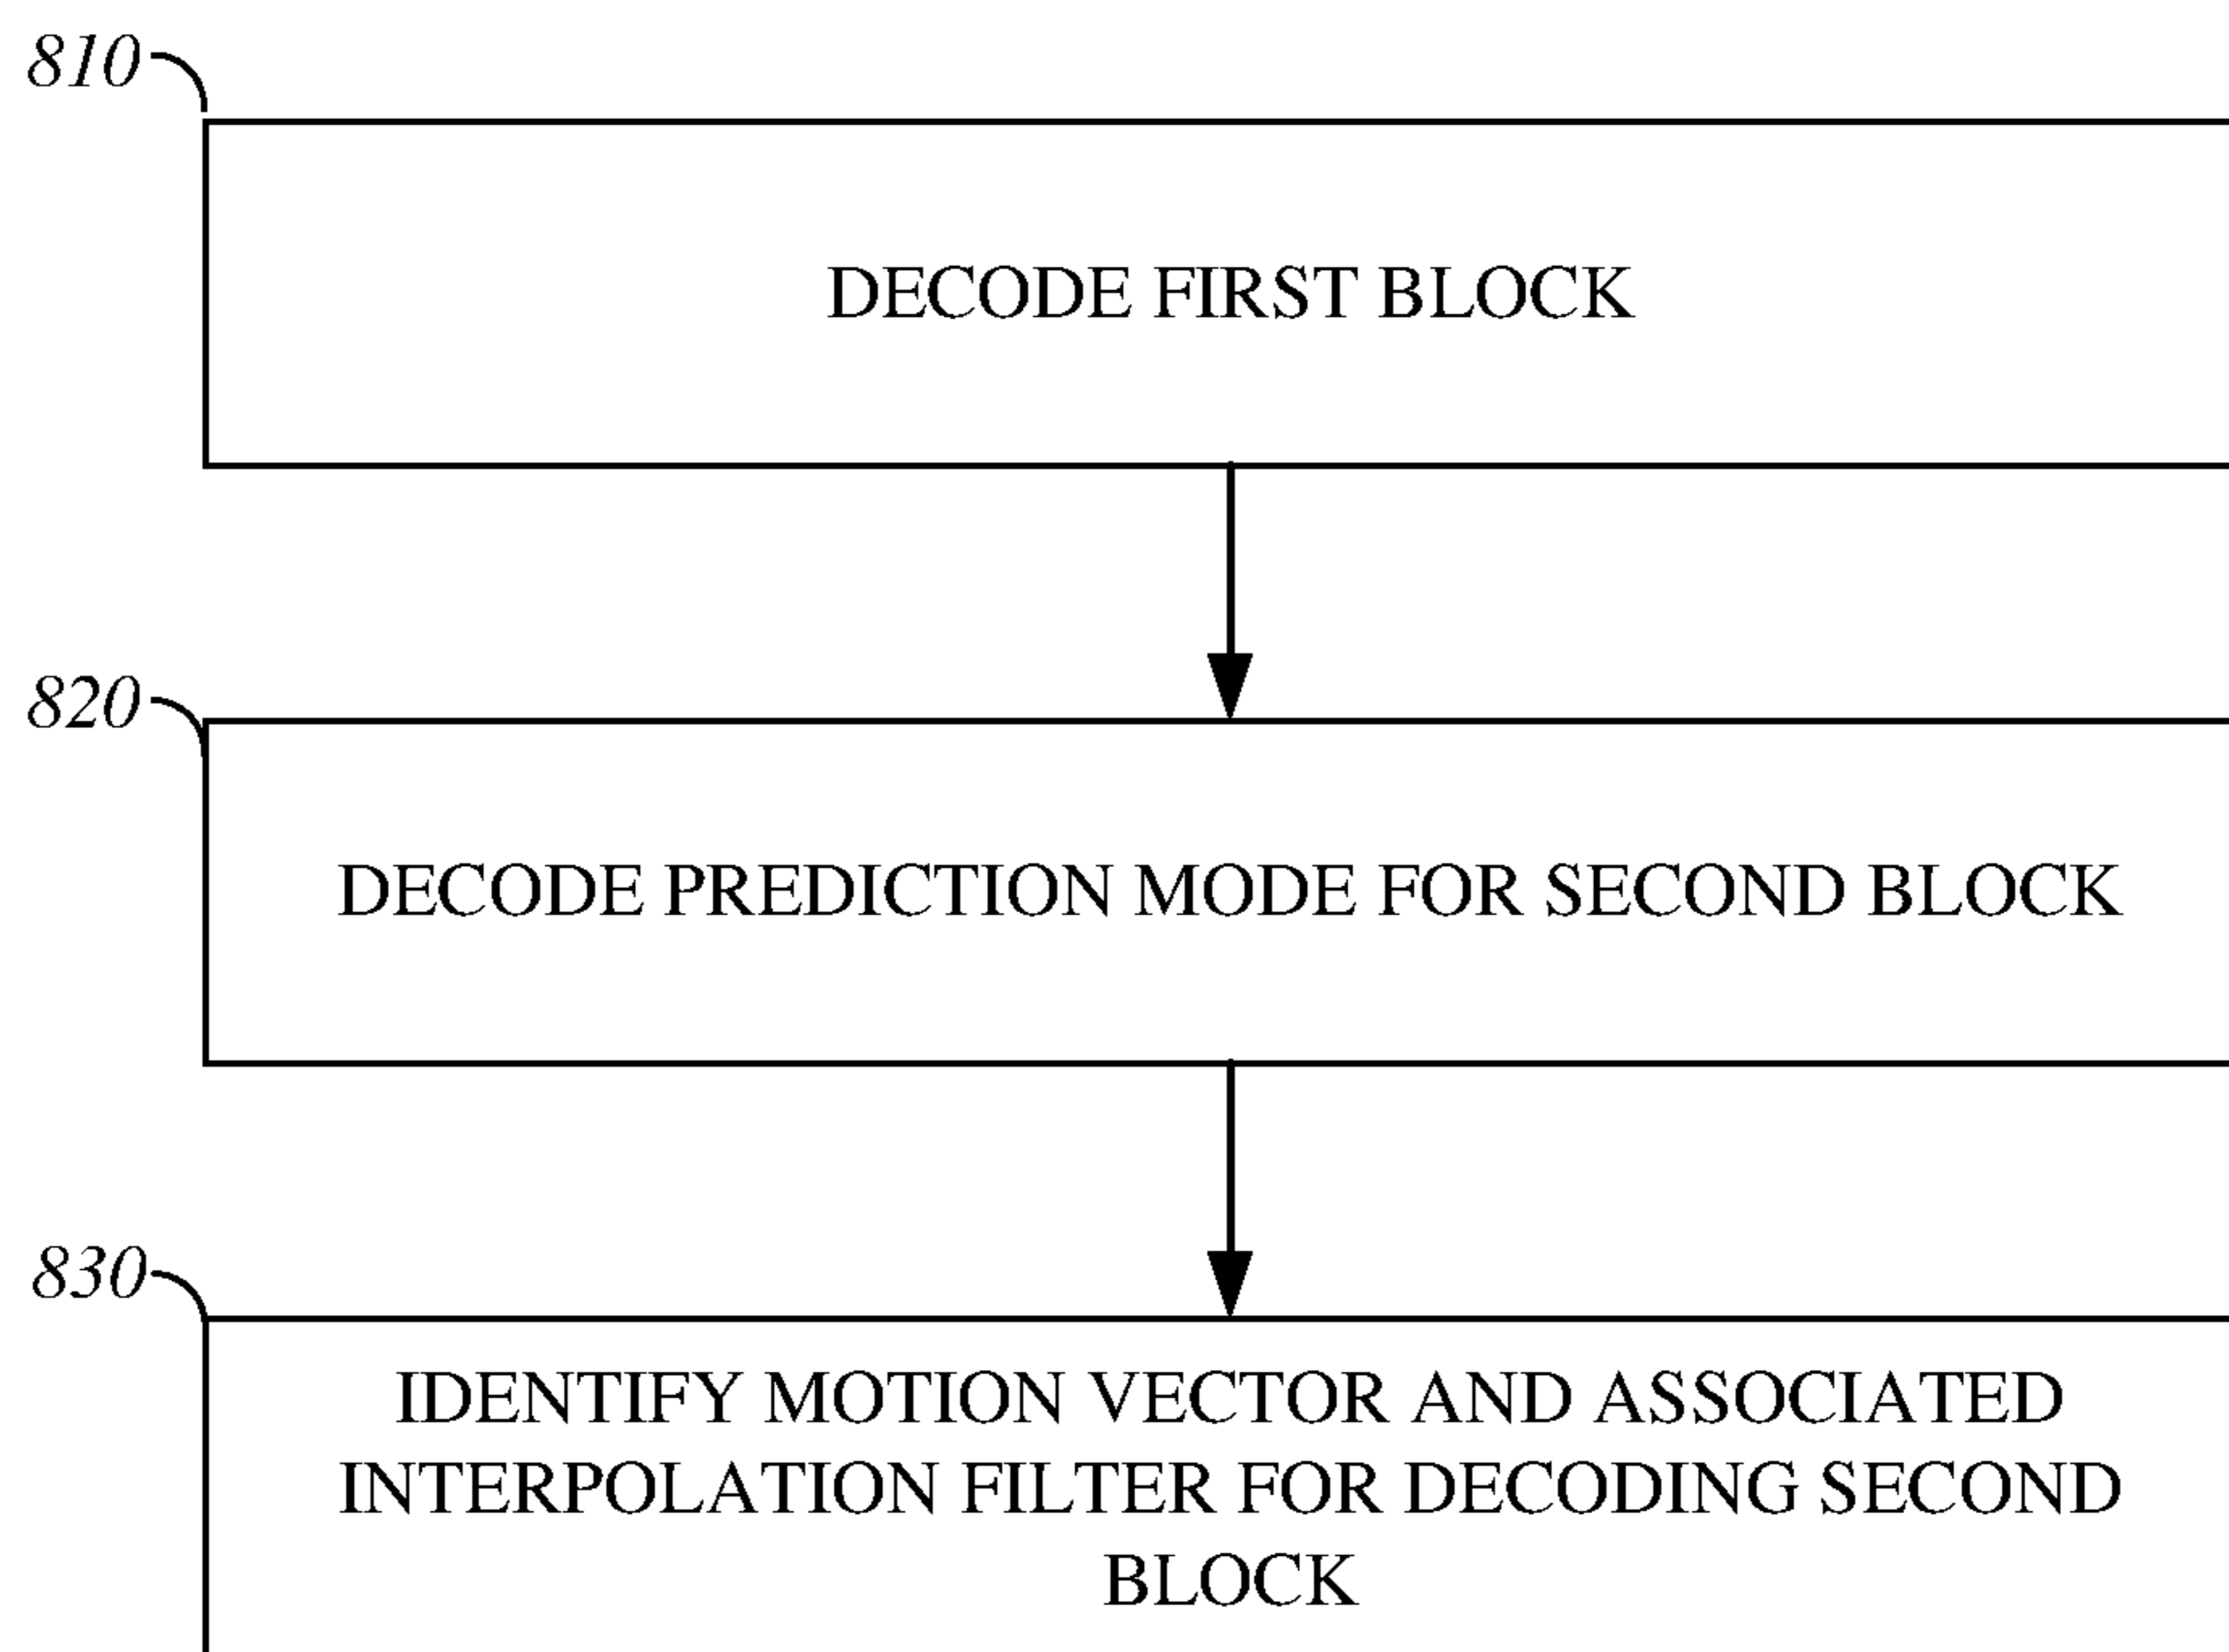 810
DECODE FIRST BLOCK
820
DECODE PREDICTION MODE FOR SECOND BLOCK
830
IDENTIFY MOTION VECTOR AND ASSOCIATED
INTERPOLATION FILTER FOR DECODING SECOND
BLOCK